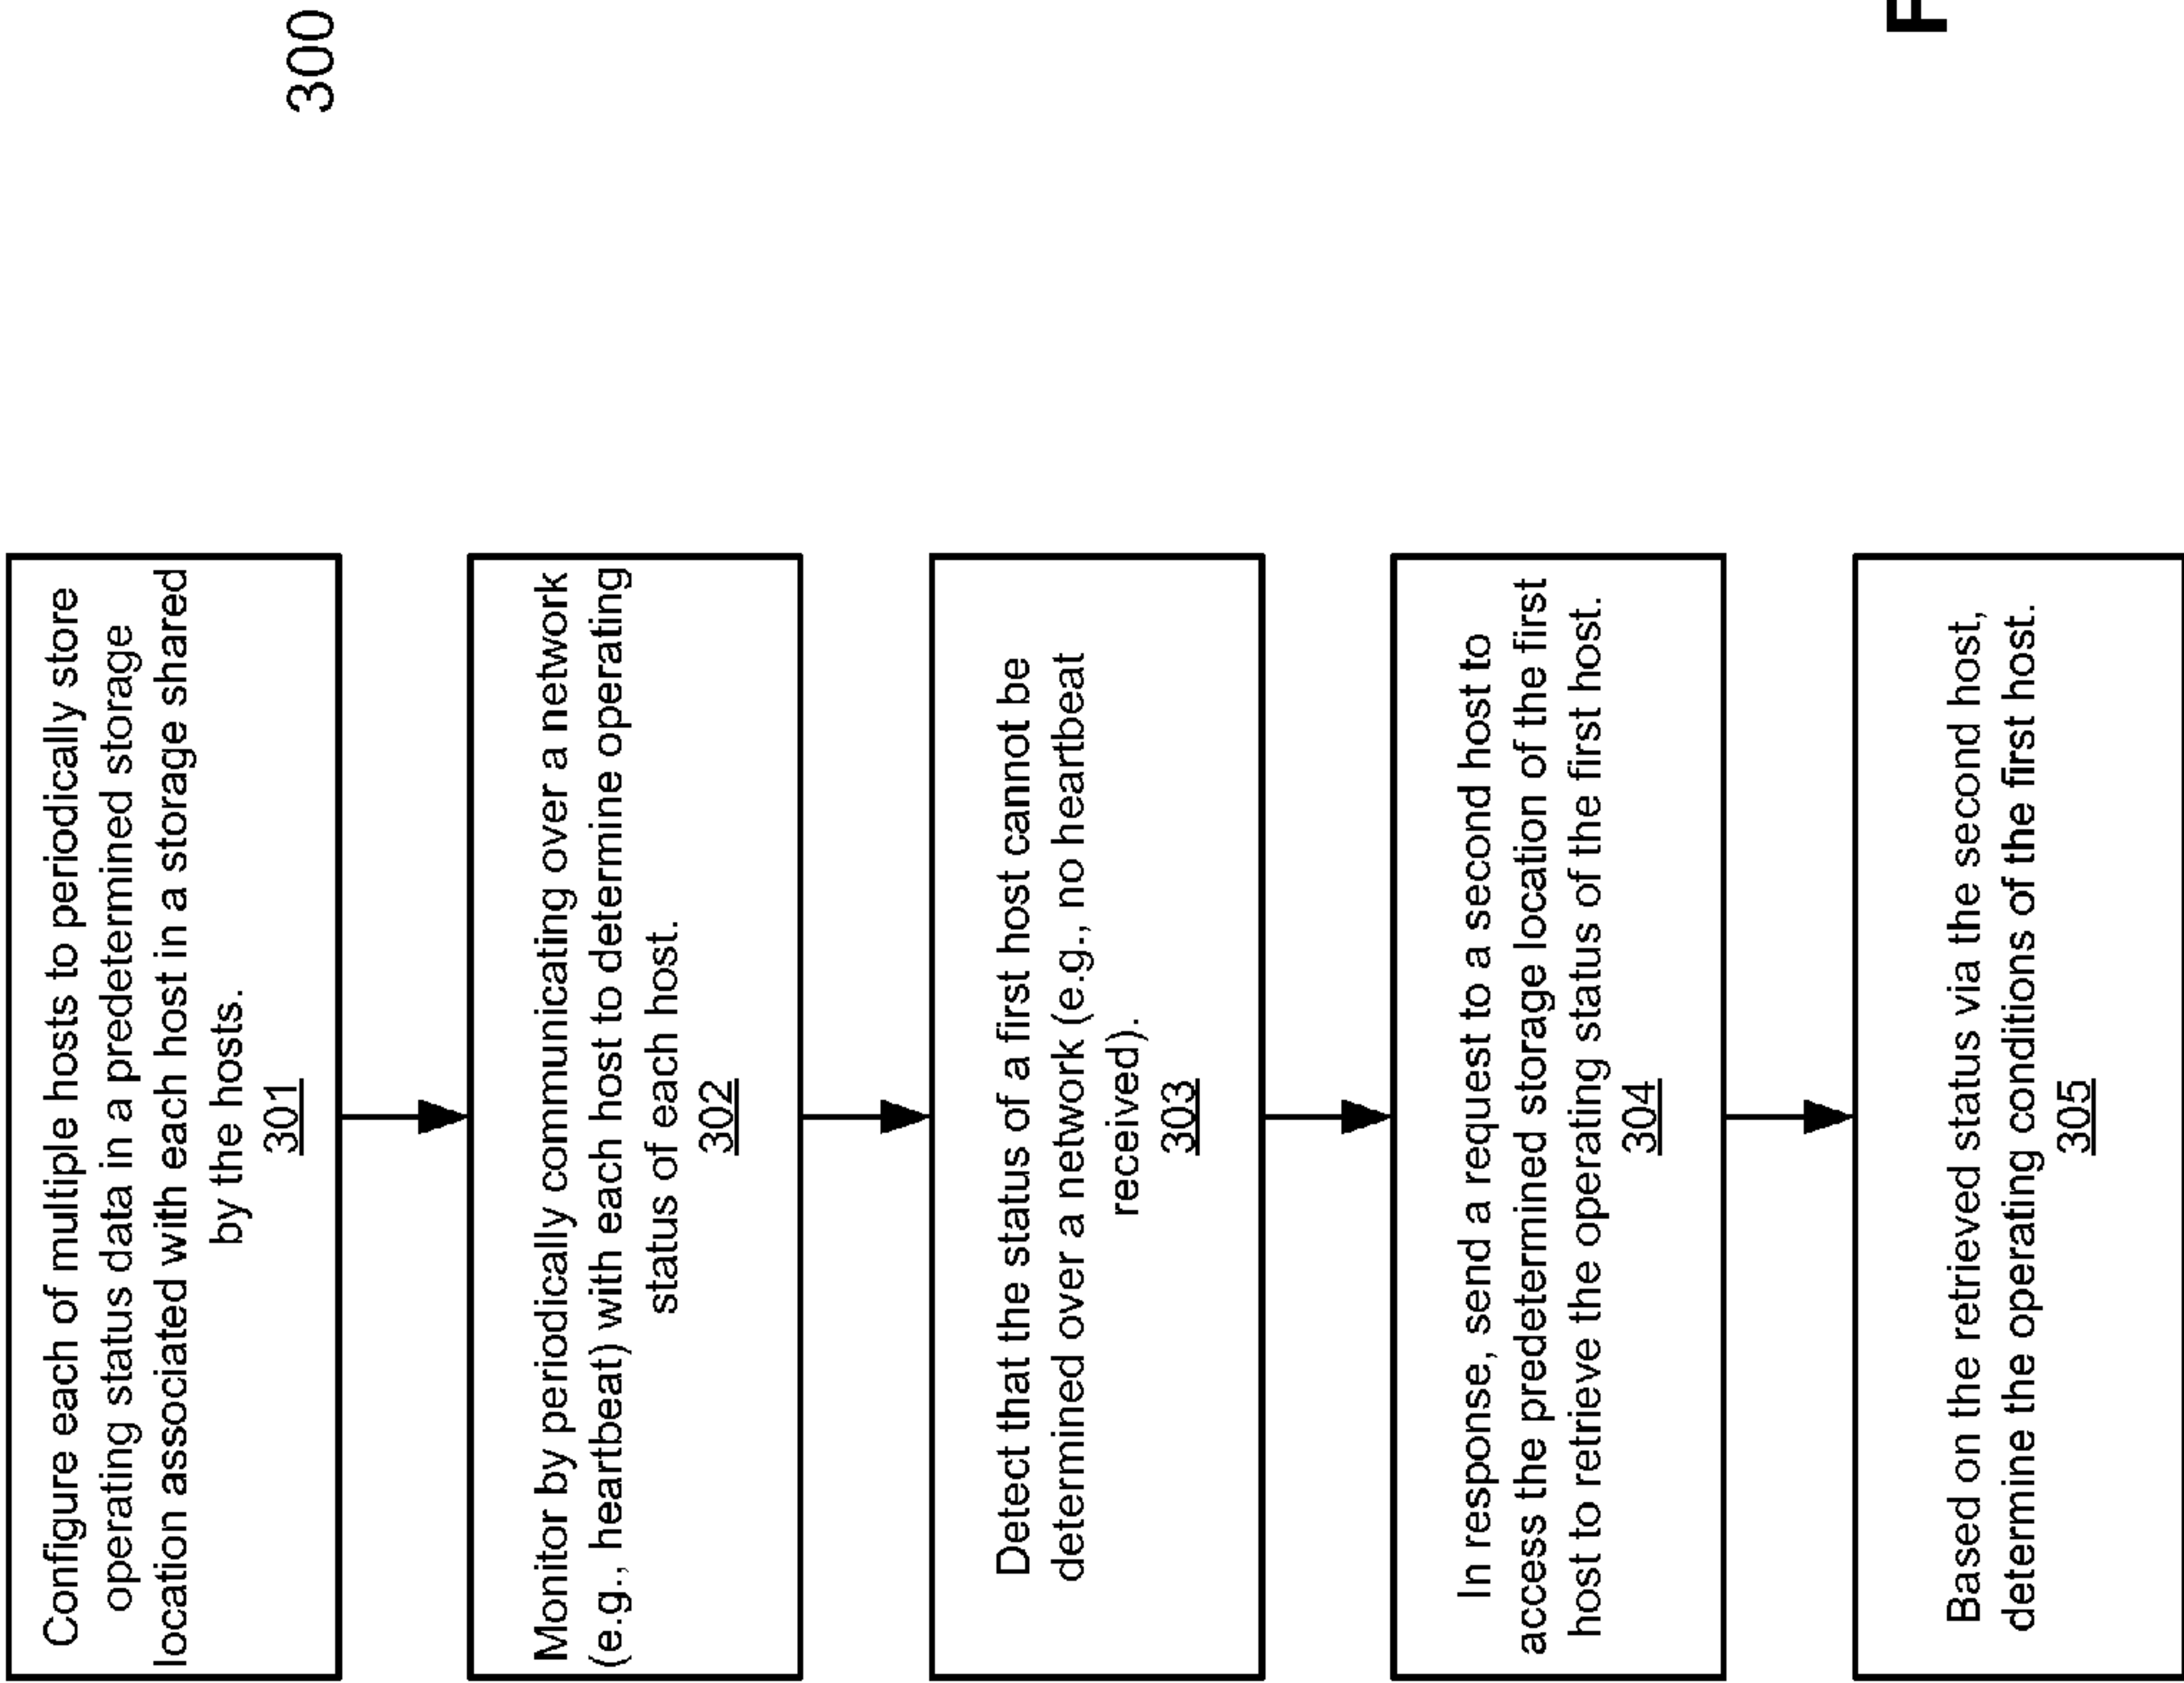 Configure each of multiple hosts to periodically store
operating status data in a predetermined storage
location associated with each host in a storage shared
by the hosts.
301
300
Monitor by periodically communicating over a network
(e.g., heartbeat) with each host to determine operating
status of each host.
302
Detect that the status of a first host cannot be
determined over a network (e.g., no heartbeat
received).
303
In response, send a request to a second host to
access the predetermined storage location of the first
host to retrieve the operating status of the first host.
304
Based on the retrieved status via the second host,
determine the operating conditions of the first host.
305